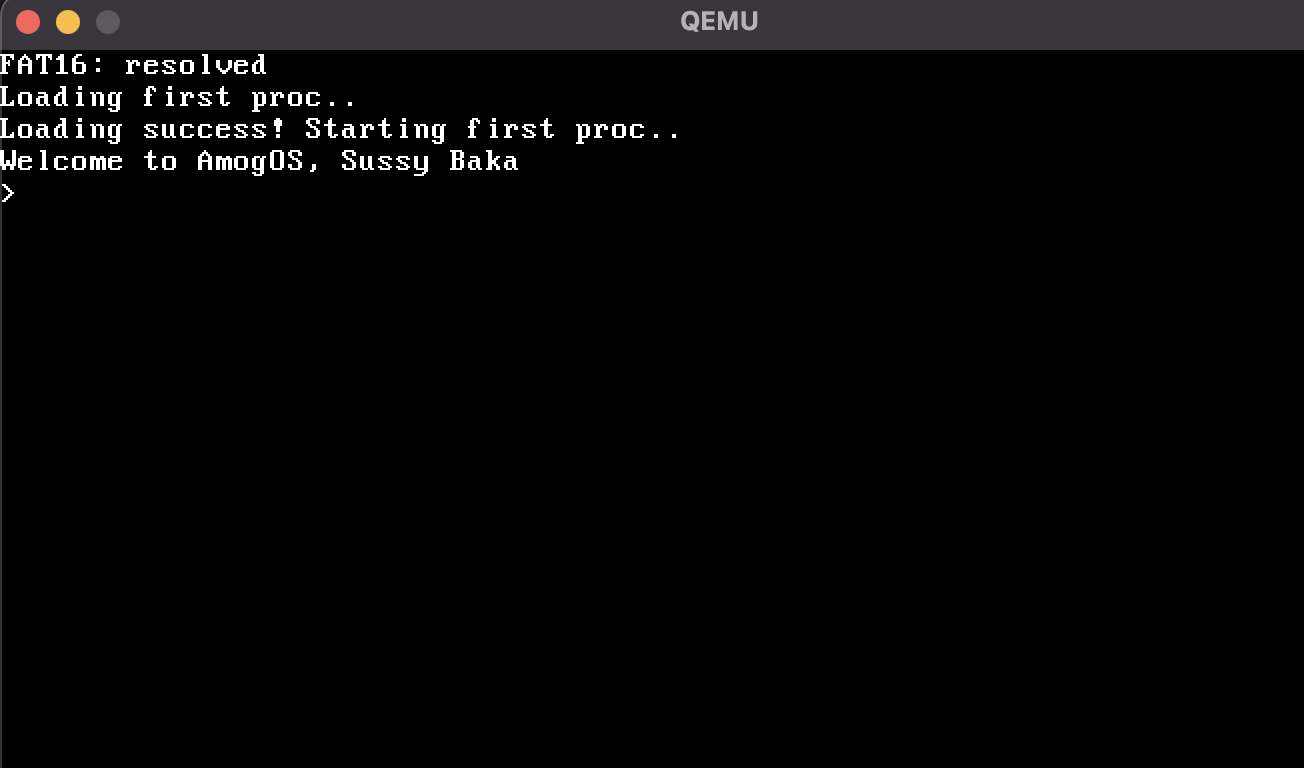 QEMU
FAT16: resolved
Loading first proc..
Loading success! Starting first proc..
Welcome to AmogOS, Sussy Baka
>